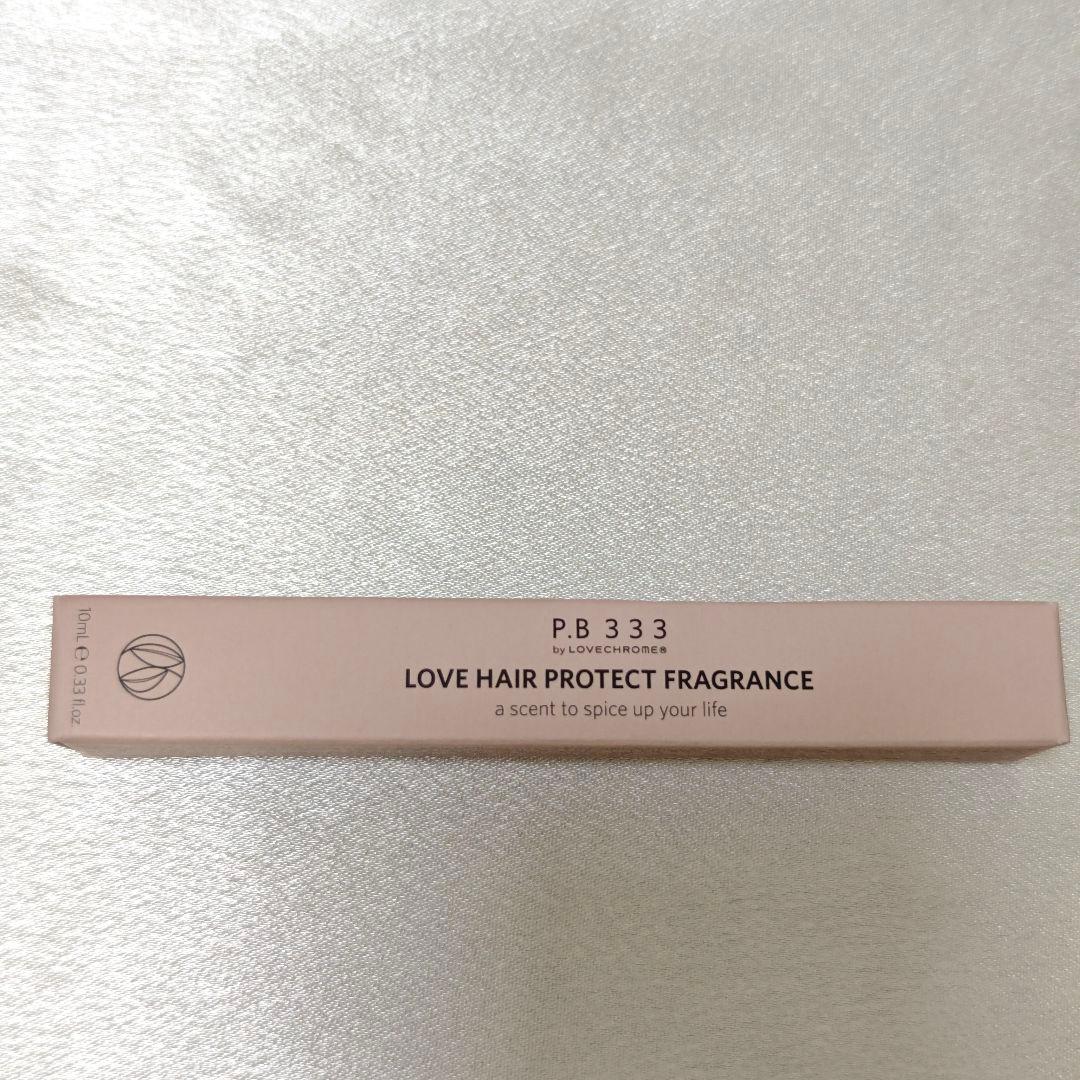 P.B 333
by LOVECHROME®
LOVE HAIR PROTECT FRAGRANCE
a scent to spice up your life
10mL ℮ 0.33 fl.oz.